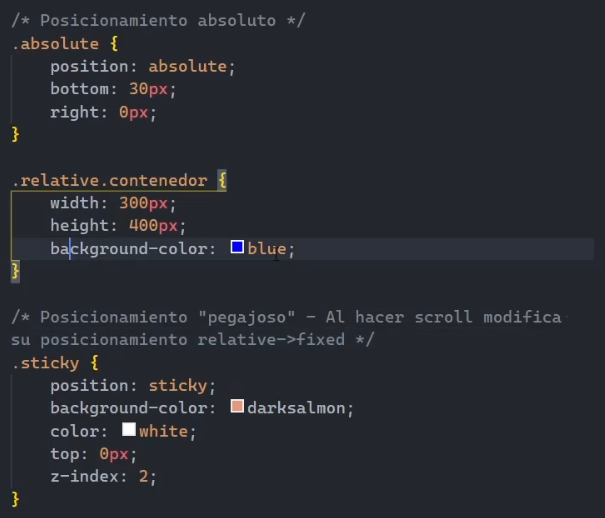 /* Posicionamiento absoluto */
.absolute {
    position: absolute;
    bottom: 30px;
    right: 0px;
}

.relative.contenedor {
    width: 300px;
    height: 400px;
    background-color: blue;
}

/* Posicionamiento "pegajoso" - Al hacer scroll modifica
su posicionamiento relative->fixed */
.sticky {
    position: sticky;
    background-color: darksalmon;
    color: white;
    top: 0px;
    z-index: 2;
}